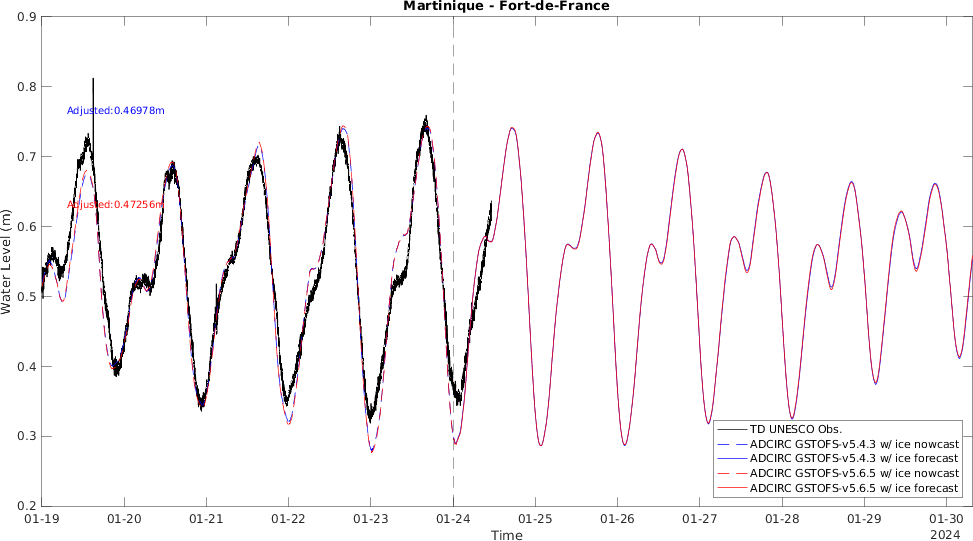 Martinique - Fort-de-France
0.9
0.8
0.7
0.6
0.5
0.4
0.3
0.2
Water Level (m)
Adjusted:0.46978m
Adjusted:0.47256m
TD UNESCO Obs.
ADCIRC GSTOFS-v5.4.3 w/ ice nowcast
ADCIRC GSTOFS-v5.4.3 w/ ice forecast
ADCIRC GSTOFS-v5.6.5 w/ ice nowcast
ADCIRC GSTOFS-v5.6.5 w/ ice forecast
01-19 01-20 01-21 01-22 01-23 01-24 01-25 01-26 01-27 01-28 01-29 01-30
2024
Time